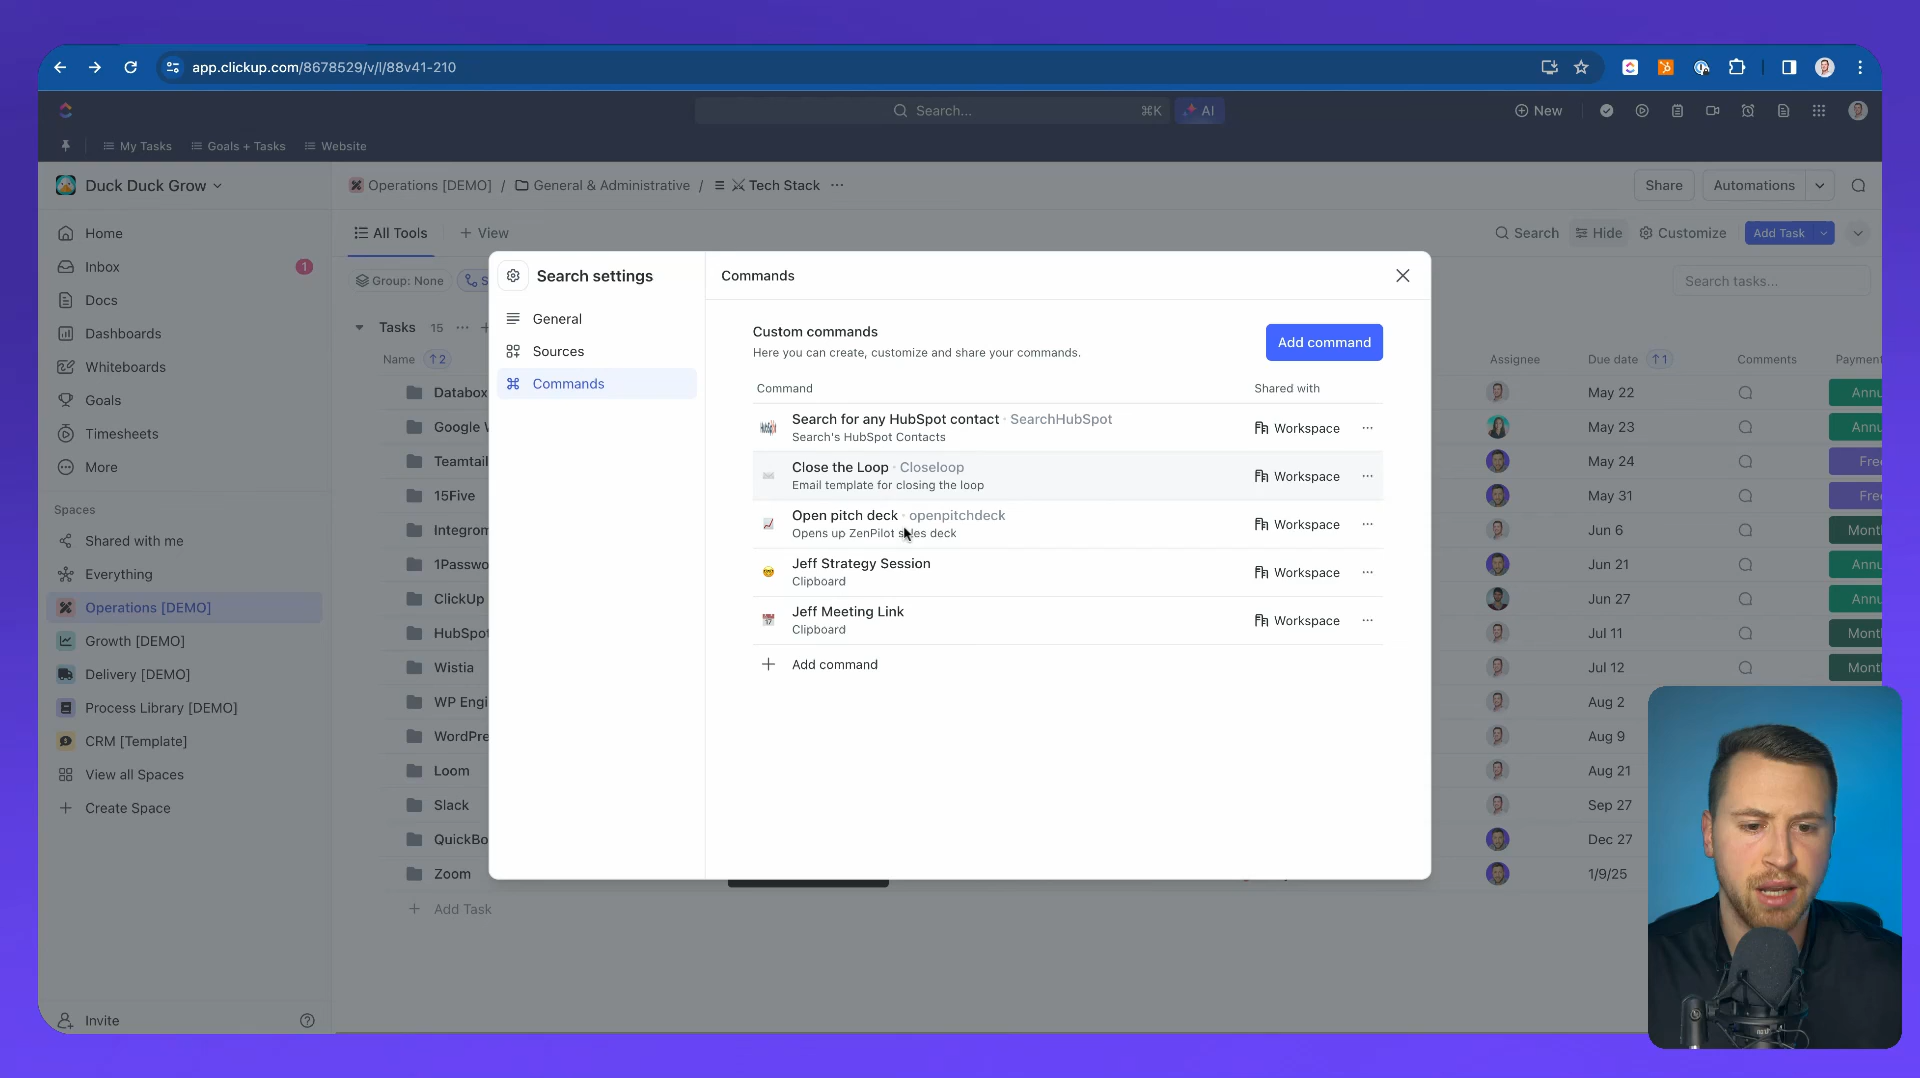 app.clickup.com/8678529/v/l/88v41-210
Search... ⌘K AI
New
My Tasks Goals + Tasks Website
Duck Duck Grow
Operations [DEMO] / General & Administrative / Tech Stack ...
Share Automations
Home
Inbox 1
Docs
Dashboards
Whiteboards
Goals
Timesheets
More
Spaces
Shared with me
Everything
Operations [DEMO]
Growth [DEMO]
Delivery [DEMO]
Process Library [DEMO]
CRM [Template]
View all Spaces
Create Space
Invite
All Tools + View
Search Hide Customize Add Task
Group: None S
Search tasks...
Tasks 15 ... +
Name ↑2
Assignee Due date ↑1 Comments Paymen
Databox May 22 Annu
Google W May 23 Annu
Teamtail May 24 Free
15Five May 31 Free
Integrom Jun 6 Month
1Passwo Jun 21 Annu
ClickUp Jun 27 Annu
HubSpot Jul 11 Mont
Wistia Jul 12 Mont
WP Engi Aug 2
WordPre Aug 9
Loom Aug 21
Slack Sep 27
QuickBo Dec 27
Zoom 1/9/25
+ Add Task
Search settings
General
Sources
Commands
Commands
Custom commands
Here you can create, customize and share your commands.
Add command
Command Shared with
Search for any HubSpot contact · SearchHubSpot
Search's HubSpot Contacts
Workspace ...
Close the Loop · Closeloop
Email template for closing the loop
Workspace ...
Open pitch deck · openpitchdeck
Opens up ZenPilot sales deck
Workspace ...
Jeff Strategy Session
Clipboard
Workspace ...
Jeff Meeting Link
Clipboard
Workspace ...
+ Add command